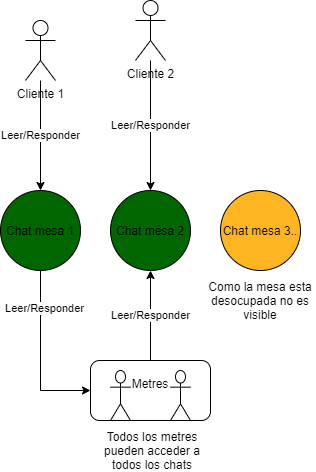 Cliente 1
Cliente 2
Leer/Responder
Leer/Responder
Chat mesa 1
Chat mesa 2
Chat mesa 3..
Como la mesa esta
desocupada no es
visible
Leer/Responder
Leer/Responder
Metres
Todos los metres
pueden acceder a
todos los chats